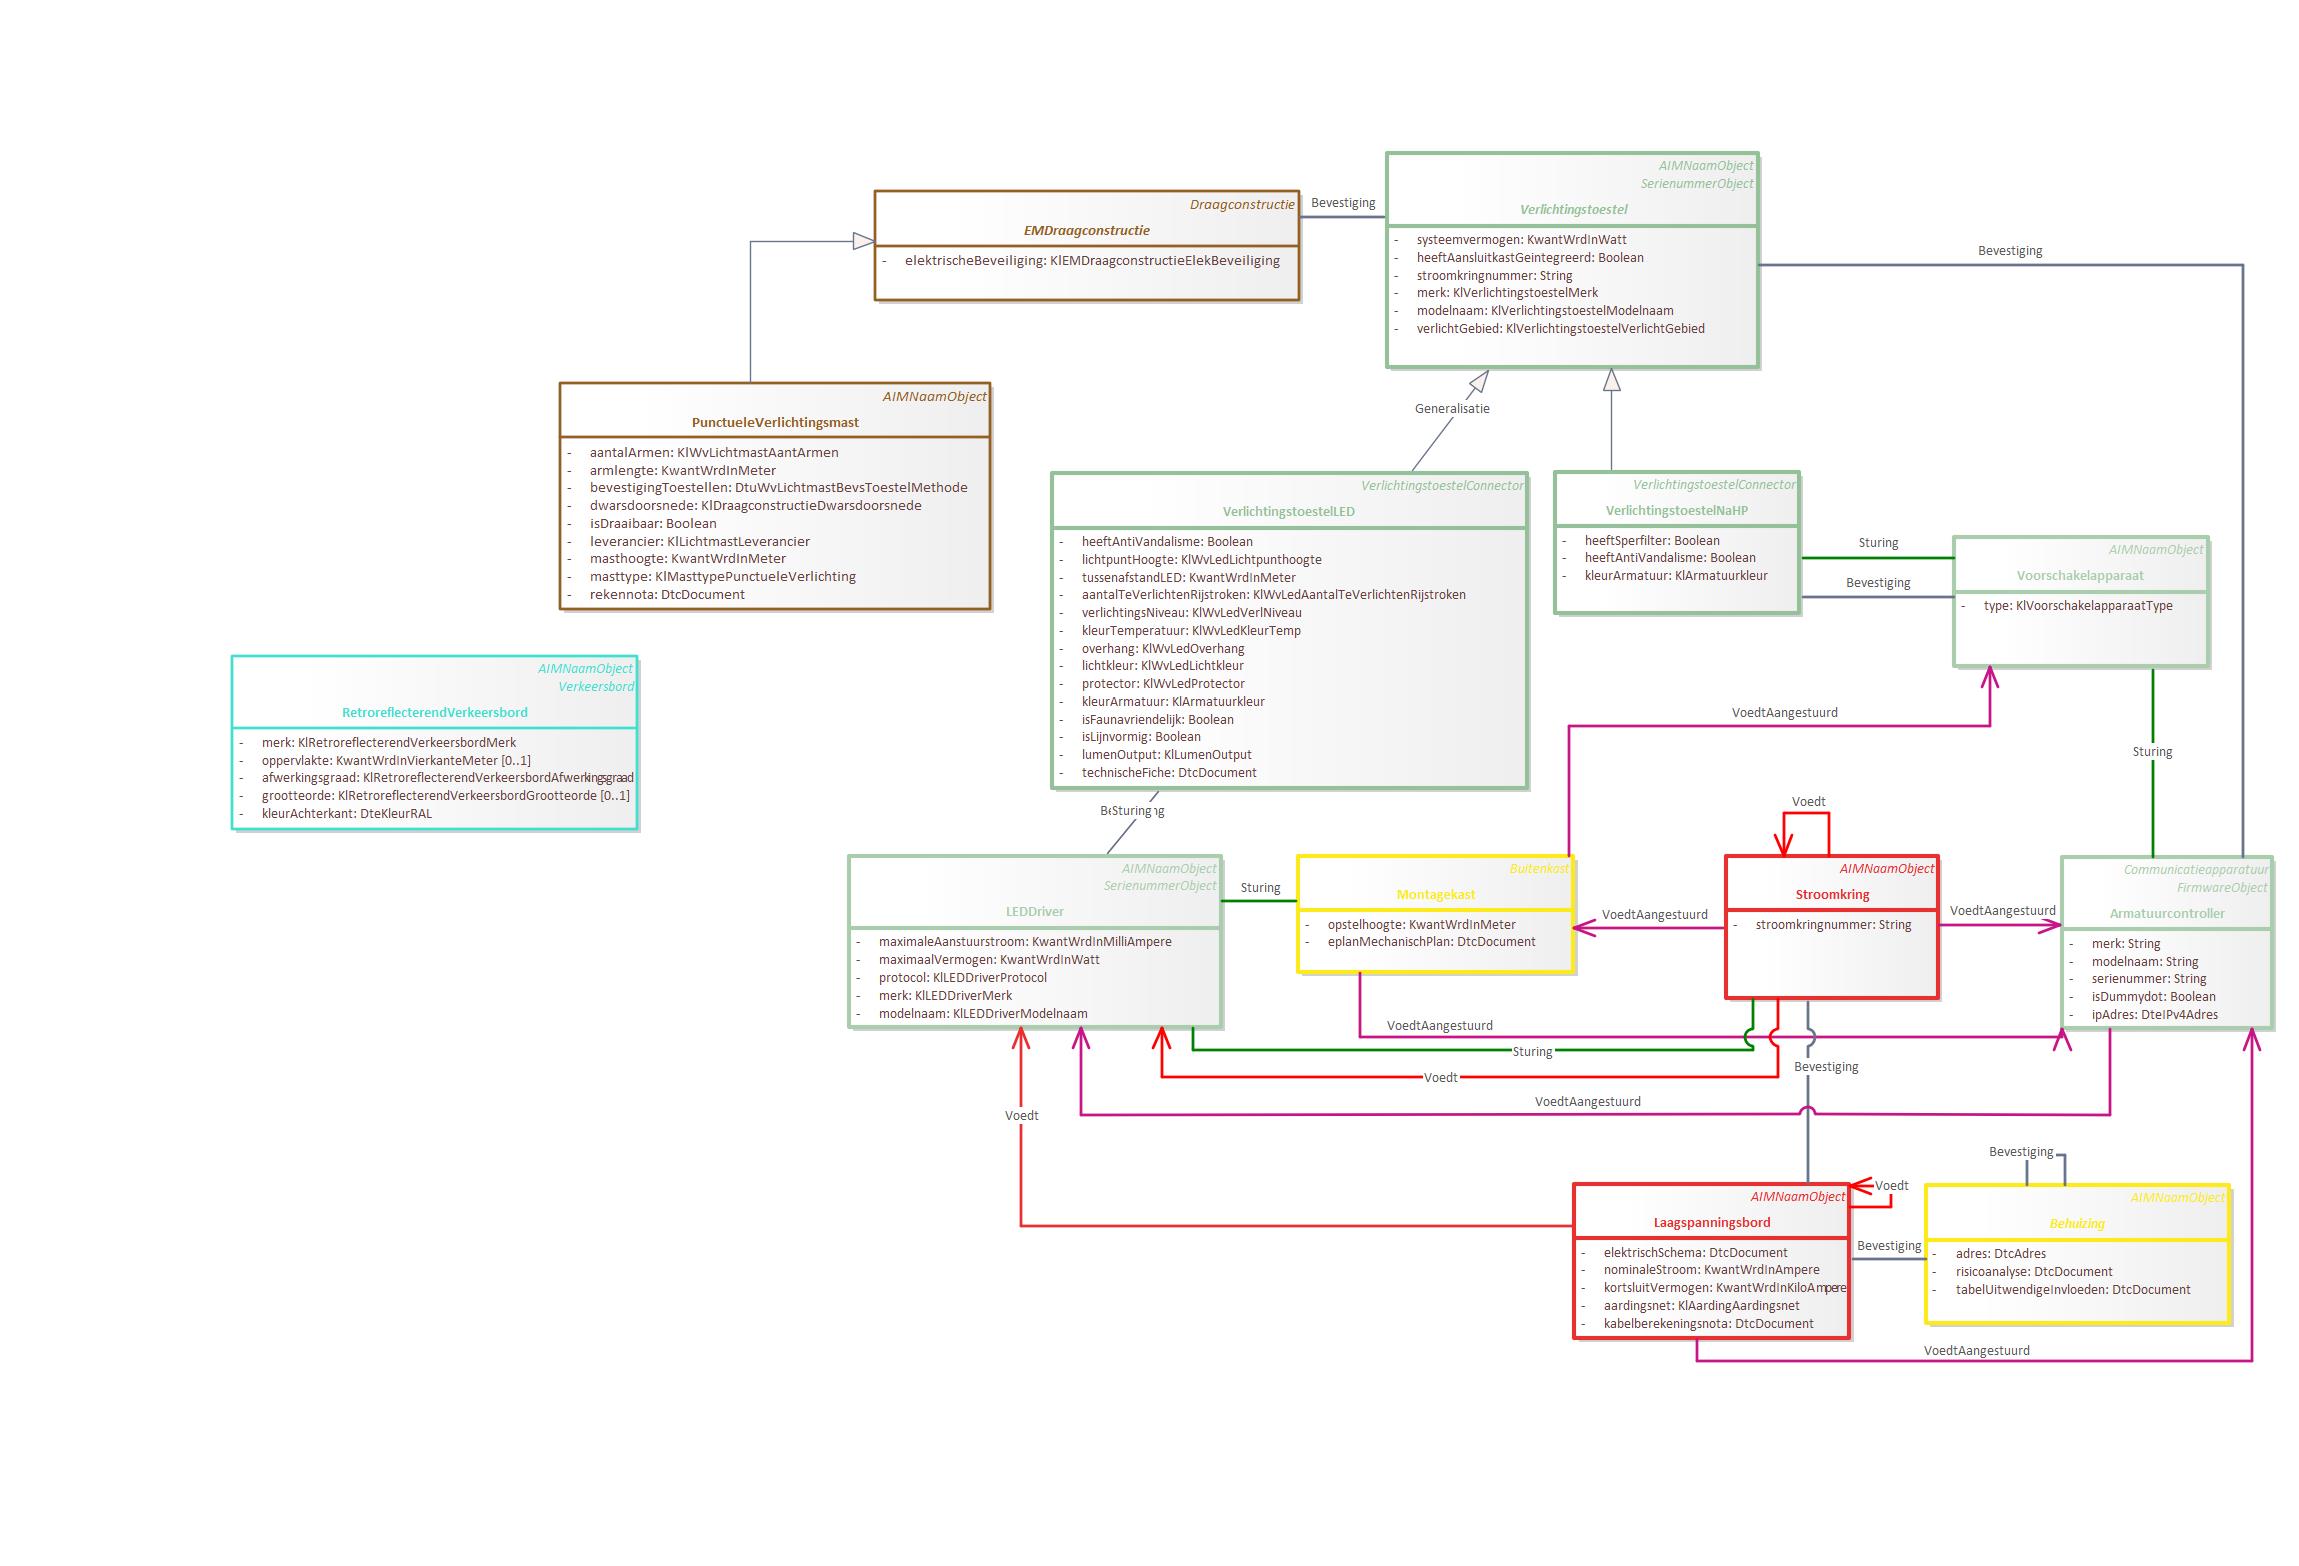 AIMNaamObject
SerienummerObject
Verlichtingstoestel
- systeemvermogen: KwantWrdInWatt
- heeftAansluitkastGeintegreerd: Boolean
- stroomkringnummer: String
- merk: KlVerlichtingstoestelMerk
- modelnaam: KlVerlichtingstoestelModelnaam
- verlichtGebied: KlVerlichtingstoestelVerlichtGebied
Draagconstructie
EMDraagconstructie
- elektrischeBeveiliging: KlEMDraagconstructieElekBeveiliging
Bevestiging
Bevestiging
AIMNaamObject
PunctueleVerlichtingsmast
- aantalArmen: KlWvLichtmastAantArmen
- armlengte: KwantWrdInMeter
- bevestigingToestellen: DtuWvLichtmastBevsToestelMethode
- dwarsdoorsnede: KlDraagconstructieDwarsdoorsnede
- isDraaibaar: Boolean
- leverancier: KlLichtmastLeverancier
- masthoogte: KwantWrdInMeter
- masttype: KlMasttypePunctueleVerlichting
- rekennota: DtcDocument
Generalisatie
VerlichtingstoestelConnector
VerlichtingstoestelLED
- heeftAntiVandalisme: Boolean
- lichtpuntHoogte: KlWvLedLichtpunthoogte
- tussenafstandLED: KwantWrdInMeter
- aantalTeVerlichtenRijstroken: KlWvLedAantalTeVerlichtenRijstroken
- verlichtingsNiveau: KlWvLedVerlNiveau
- kleurTemperatuur: KlWvLedKleurTemp
- overhang: KlWvLedOverhang
- lichtkleur: KlWvLedLichtkleur
- protector: KlWvLedProtector
- kleurArmatuur: KlArmatuurkleur
- isFaunavriendelijk: Boolean
- isLijnvormig: Boolean
- lumenOutput: KlLumenOutput
- technischeFiche: DtcDocument
VerlichtingstoestelConnector
VerlichtingstoestelNaHP
- heeftSperfilter: Boolean
- heeftAntiVandalisme: Boolean
- kleurArmatuur: KlArmatuurkleur
Sturing
Bevestiging
AIMNaamObject
Voorschakelapparaat
- type: KlVoorschakelapparaatType
AIMNaamObject
Verkeersbord
RetroreflecterendVerkeersbord
- merk: KlRetroreflecterendVerkeersbordMerk
- oppervlakte: KwantWrdInVierkanteMeter [0..1]
- afwerkingsgraad: KlRetroreflecterendVerkeersbordAfwerkingsgraad
- grootteorde: KlRetroreflecterendVerkeersbordGrootteorde [0..1]
- kleurAchterkant: DteKleurRAL
VoedtAangestuurd
Sturing
Sturing
Voedt
AIMNaamObject
SerienummerObject
LEDDriver
- maximaleAanstuurstroom: KwantWrdInMilliAmpere
- maximaalVermogen: KwantWrdInWatt
- protocol: KlLEDDriverProtocol
- merk: KlLEDDriverMerk
- modelnaam: KlLEDDriverModelnaam
Sturing
Buitenkast
Montagekast
- opstelhoogte: KwantWrdInMeter
- eplanMechanischPlan: DtcDocument
VoedtAangestuurd
AIMNaamObject
Stroomkring
- stroomkringnummer: String
VoedtAangestuurd
Communicatieapparatuur
FirmwareObject
Armatuurcontroller
- merk: String
- modelnaam: String
- serienummer: String
- isDummydot: Boolean
- ipAdres: DteIPv4Adres
VoedtAangestuurd
Sturing
Bevestiging
Voedt
VoedtAangestuurd
Voedt
Bevestiging
AIMNaamObject
Laagspanningsbord
- elektrischSchema: DtcDocument
- nominaleStroom: KwantWrdInAmpere
- kortsluitVermogen: KwantWrdInKiloAmpere
- aardingsnet: KlAardingAardingsnet
- kabelberekeningsnota: DtcDocument
Voedt
Bevestiging
AIMNaamObject
Behuizing
- adres: DtcAdres
- risicoanalyse: DtcDocument
- tabelUitwendigeInvloeden: DtcDocument
VoedtAangestuurd